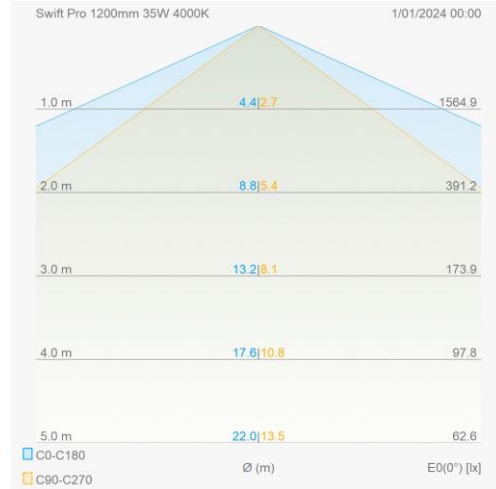 Swift Pro 1200mm 35W 4000K 1/01/2024 00:00
1.0 m 4.4|2.7 1564.9
2.0 m 8.8|5.4 391.2
3.0 m 13.2|8.1 173.9
4.0 m 17.6|10.8 97.8
5.0 m 22.0|13.5 62.6
C0-C180
Ø (m) E0(0°) [lx]
C90-C270